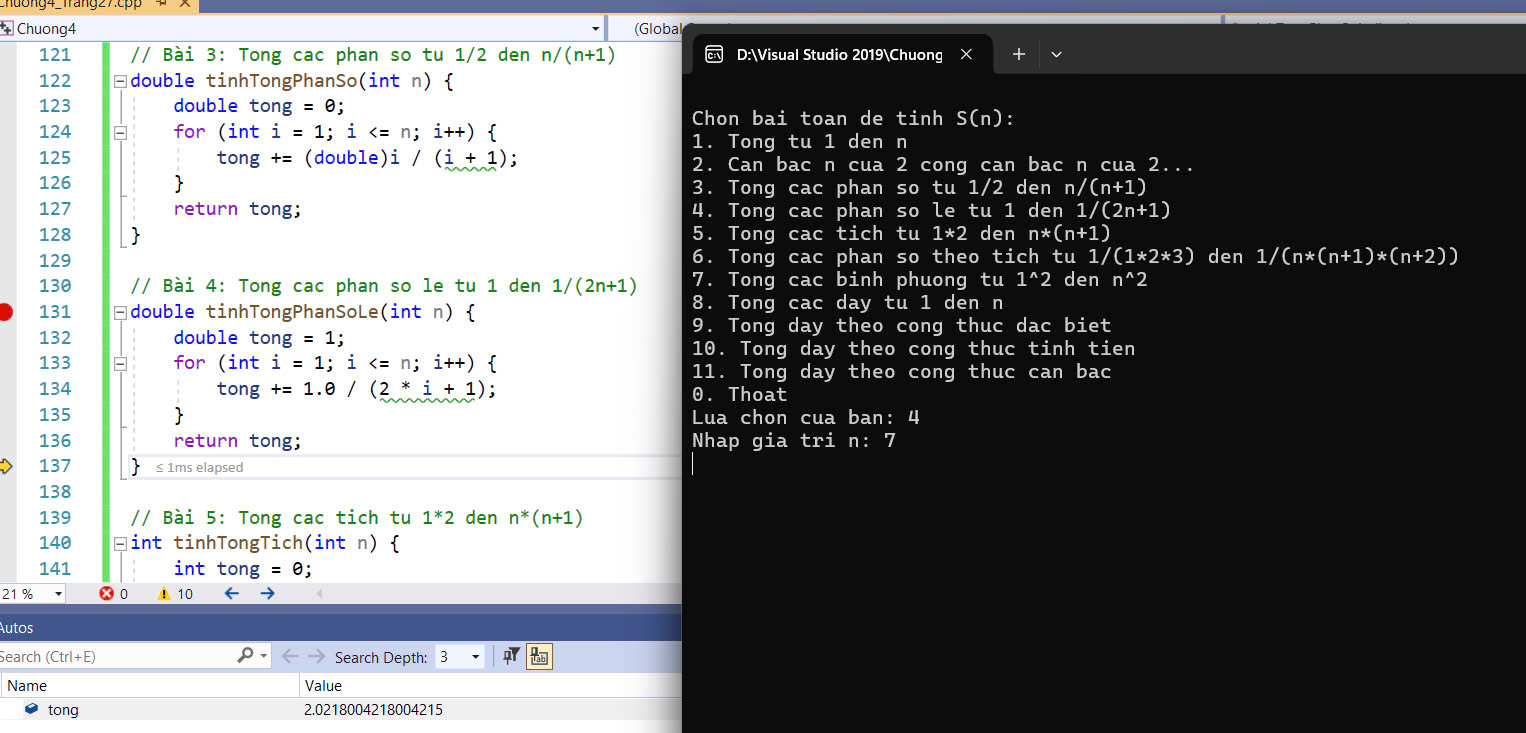 Chuong4_Trang27.cpp
Chuong4
(Global
121 // Bài 3: Tong cac phan so tu 1/2 den n/(n+1)
122 double tinhTongPhanSo(int n) {
123 double tong = 0;
124 for (int i = 1; i <= n; i++) {
125 tong += (double)i / (i + 1);
126 }
127 return tong;
128 }
129
130 // Bài 4: Tong cac phan so le tu 1 den 1/(2n+1)
131 double tinhTongPhanSoLe(int n) {
132 double tong = 1;
133 for (int i = 1; i <= n; i++) {
134 tong += 1.0 / (2 * i + 1);
135 }
136 return tong;
137 } ≤ 1ms elapsed
138
139 // Bài 5: Tong cac tich tu 1*2 den n*(n+1)
140 int tinhTongTich(int n) {
141 int tong = 0;
21 % 0 10
Autos
Search (Ctrl+E) Search Depth: 3
Name Value
tong 2.0218004218004215
D:\Visual Studio 2019\Chuong
Chon bai toan de tinh S(n):
1. Tong tu 1 den n
2. Can bac n cua 2 cong can bac n cua 2...
3. Tong cac phan so tu 1/2 den n/(n+1)
4. Tong cac phan so le tu 1 den 1/(2n+1)
5. Tong cac tich tu 1*2 den n*(n+1)
6. Tong cac phan so theo tich tu 1/(1*2*3) den 1/(n*(n+1)*(n+2))
7. Tong cac binh phuong tu 1^2 den n^2
8. Tong cac day tu 1 den n
9. Tong day theo cong thuc dac biet
10. Tong day theo cong thuc tinh tien
11. Tong day theo cong thuc can bac
0. Thoat
Lua chon cua ban: 4
Nhap gia tri n: 7